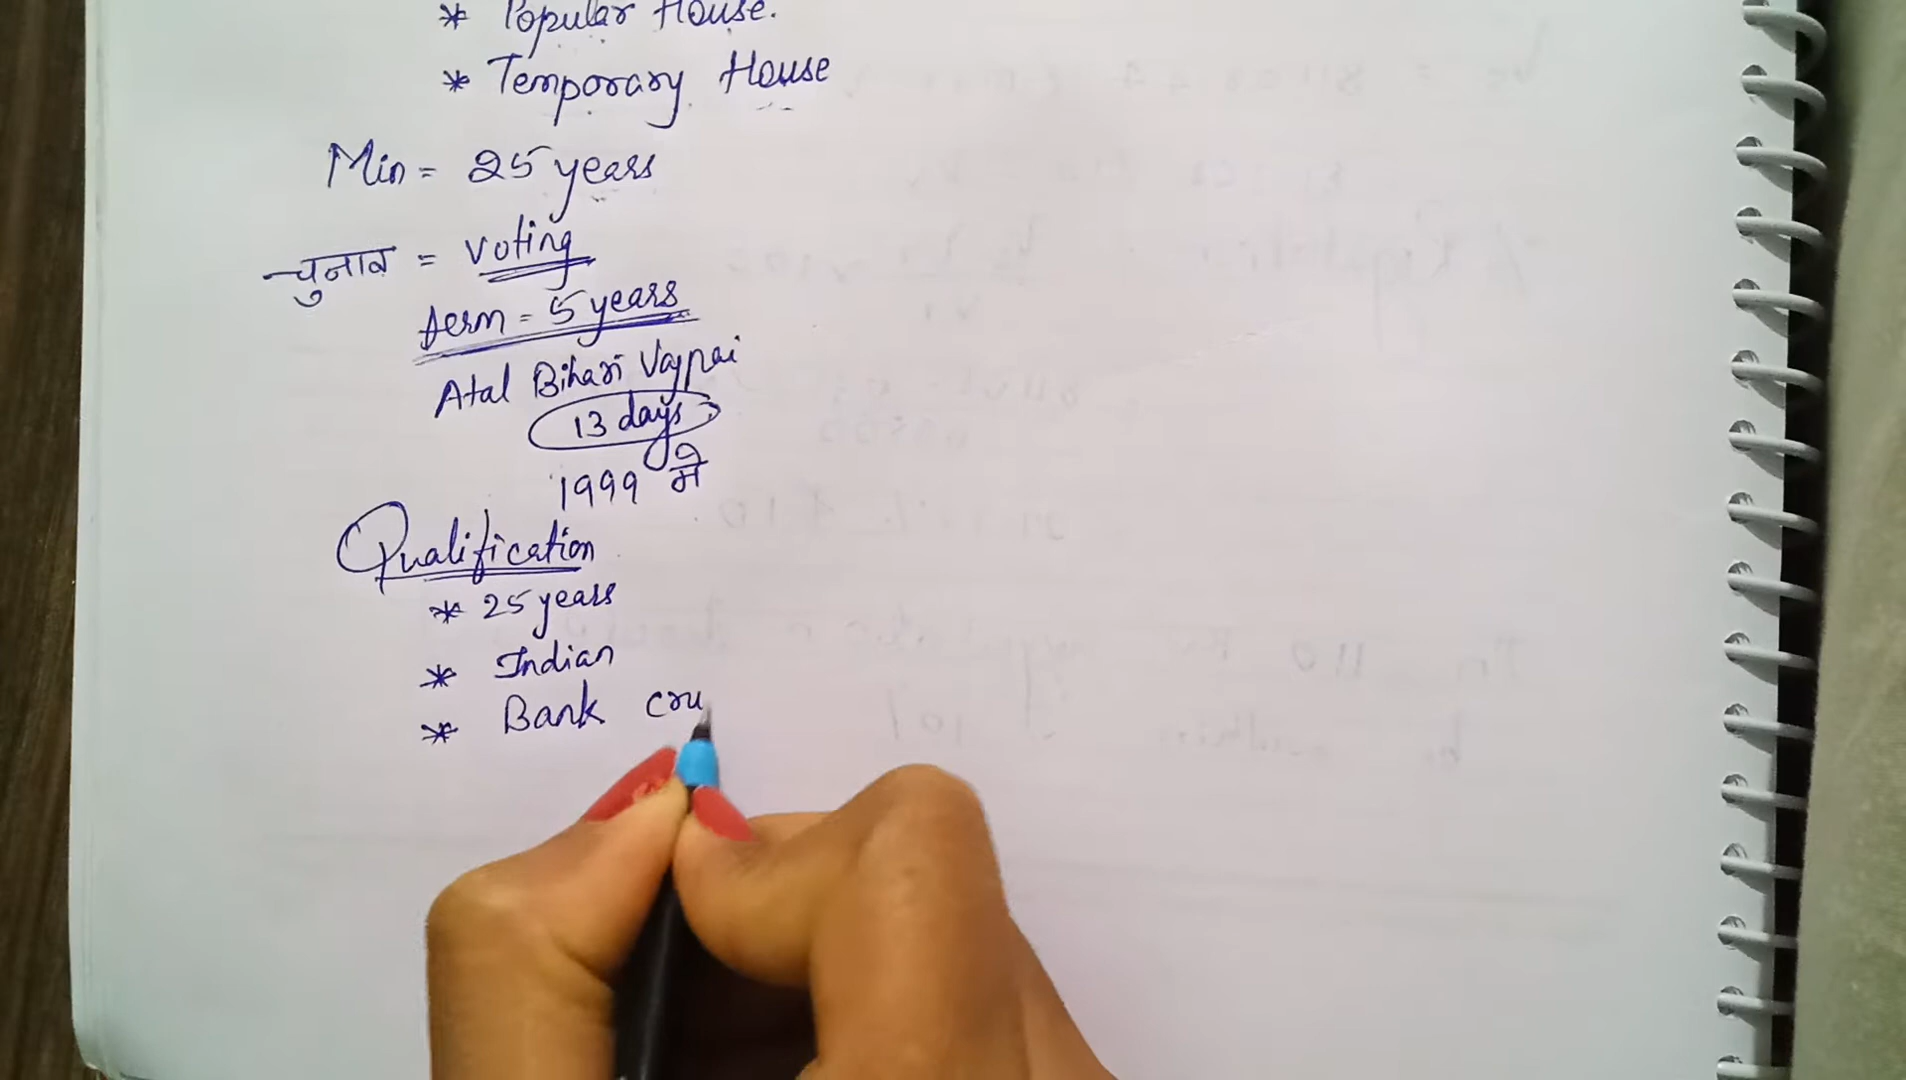 * Popular House.
* Temporary House
Min = 25 years
चुनाव = voting
term = 5 years
Atal Bihari Vajpai
13 days
1999 मे
Qualification
* 25 years
* Indian
* Bank cru